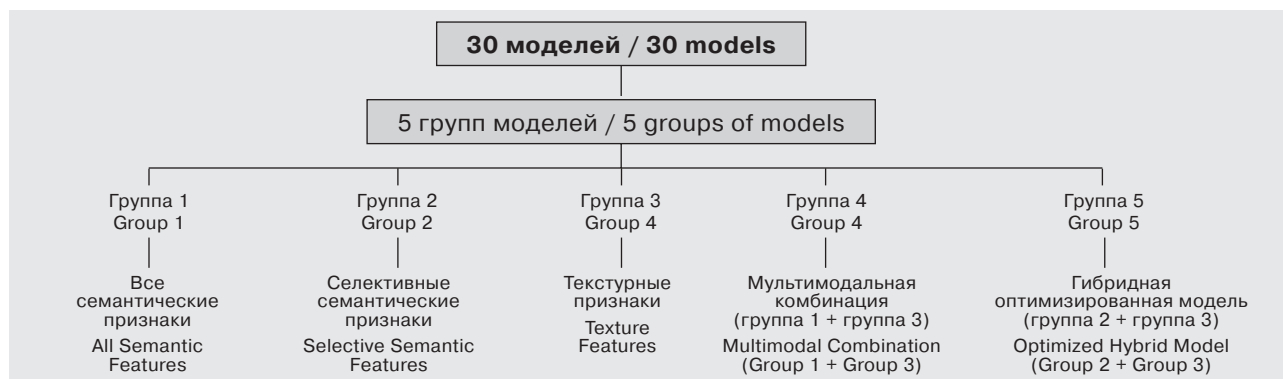 30 моделей / 30 models
5 групп моделей / 5 groups of models
Группа 1
Group 1
Все
семантические
признаки
All Semantic
Features
Группа 2
Group 2
Селективные
семантические
признаки
Selective Semantic
Features
Группа 3
Group 4
Текстурные
признаки
Texture
Features
Группа 4
Group 4
Мультимодальная
комбинация
(группа 1 + группа 3)
Multimodal Combination
(Group 1 + Group 3)
Группа 5
Group 5
Гибридная
оптимизированная модель
(группа 2 + группа 3)
Optimized Hybrid Model
(Group 2 + Group 3)